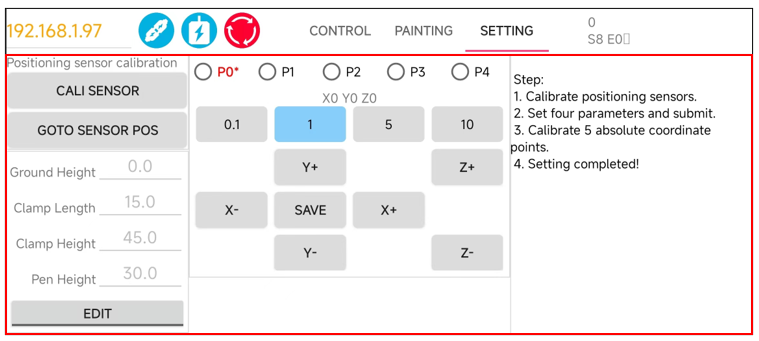 192.168.1.97
CONTROL PAINTING SETTING
0
S8 E0
Positioning sensor calibration
CALI SENSOR
GOTO SENSOR POS
Ground Height 0.0
Clamp Length 15.0
Clamp Height 45.0
Pen Height 30.0
EDIT
P0* P1 P2 P3 P4
X0 Y0 Z0
0.1 1 5 10
Y+ Z+
X- SAVE X+
Y- Z-
Step:
1. Calibrate positioning sensors.
2. Set four parameters and submit.
3. Calibrate 5 absolute coordinate
points.
4. Setting completed!